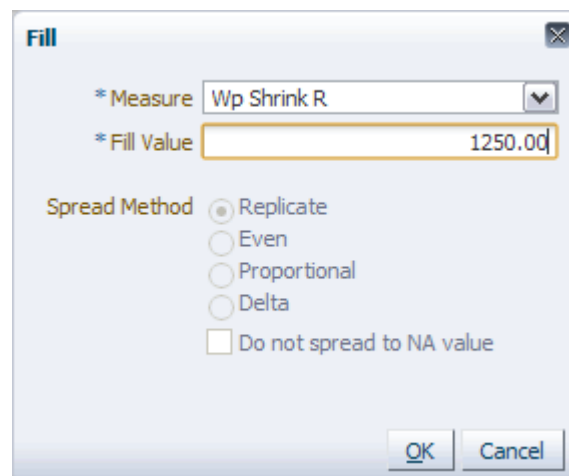 Fill
* Measure Wp Shrink R
* Fill Value 1250.00
Spread Method Replicate
Even
Proportional
Delta
Do not spread to NA value
OK Cancel